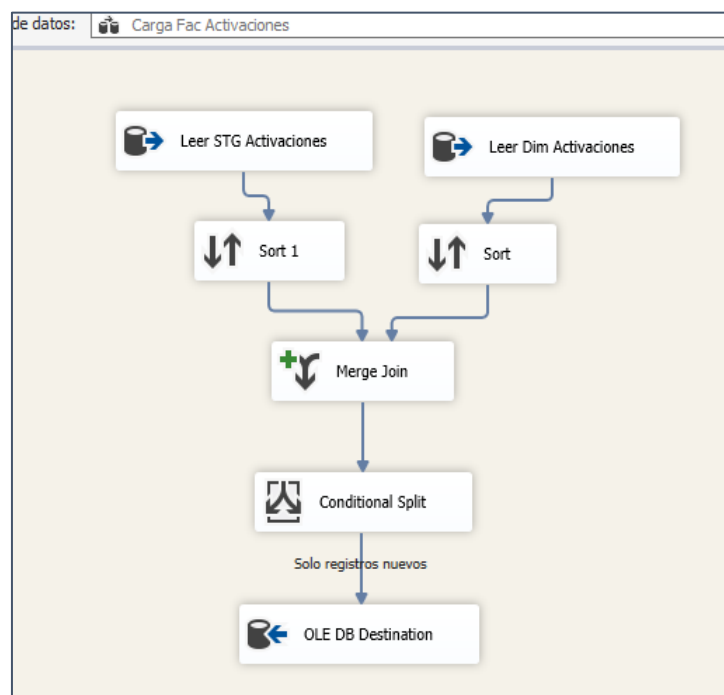 de datos:
Carga Fac Activaciones
Leer STG Activaciones
Leer Dim Activaciones
Sort 1
Sort
Merge Join
Conditional Split
Solo registros nuevos
OLE DB Destination